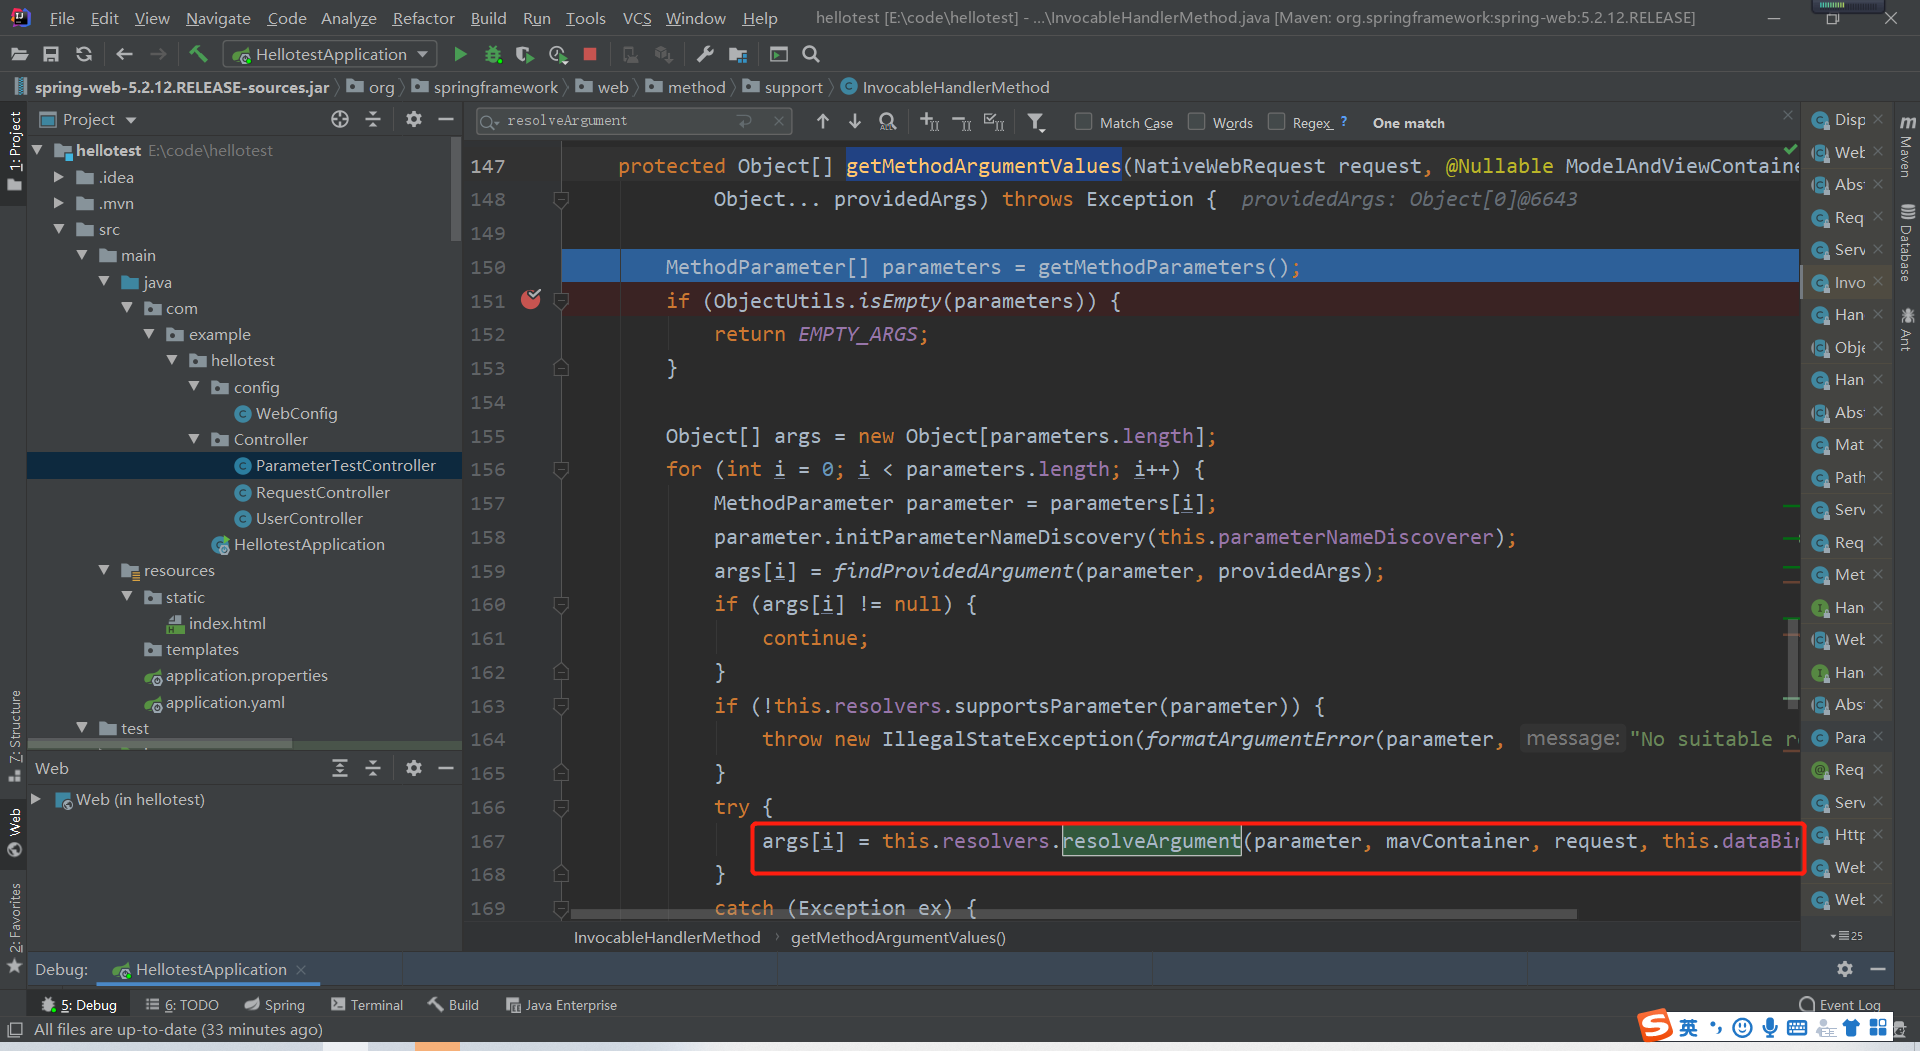 File Edit View Navigate Code Analyze Refactor Build Run Tools VCS Window Help hellotest [E:\code\hellotest] - ...\InvocableHandlerMethod.java [Maven: org.springframework:spring-web:5.2.12.RELEASE]
HellotestApplication
spring-web-5.2.12.RELEASE-sources.jar org springframework web method support InvocableHandlerMethod
Project
resolveArgument Match Case Words Regex ? One match
1: Project
7: Structure
Web
2: Favorites
hellotest E:\code\hellotest
.idea
.mvn
src
main
java
com
example
hellotest
config
WebConfig
Controller
ParameterTestController
RequestController
UserController
HellotestApplication
resources
static
index.html
templates
application.properties
application.yaml
test
Web
Web (in hellotest)
147 protected Object[] getMethodArgumentValues(NativeWebRequest request, @Nullable ModelAndViewContaine
148 Object... providedArgs) throws Exception { providedArgs: Object[0]@6643
149
150 MethodParameter[] parameters = getMethodParameters();
151 if (ObjectUtils.isEmpty(parameters)) {
152 return EMPTY_ARGS;
153 }
154
155 Object[] args = new Object[parameters.length];
156 for (int i = 0; i < parameters.length; i++) {
157 MethodParameter parameter = parameters[i];
158 parameter.initParameterNameDiscovery(this.parameterNameDiscoverer);
159 args[i] = findProvidedArgument(parameter, providedArgs);
160 if (args[i] != null) {
161 continue;
162 }
163 if (!this.resolvers.supportsParameter(parameter)) {
164 throw new IllegalStateException(formatArgumentError(parameter, message: "No suitable r
165 }
166 try {
167 args[i] = this.resolvers.resolveArgument(parameter, mavContainer, request, this.dataBin
168 }
169 catch (Exception ex) {
InvocableHandlerMethod getMethodArgumentValues()
Disp
Web
Abs
Req
Serv
Invo
Han
Obje
Han
Abs
Mat
Path
Serv
Req
Met
Han
Web
Han
Abs
Para
Req
Serv
Http
Web
Web
25
Maven
Database
Ant
Debug: HellotestApplication
5: Debug 6: TODO Spring Terminal Build Java Enterprise Event Log
All files are up-to-date (33 minutes ago)
S 英